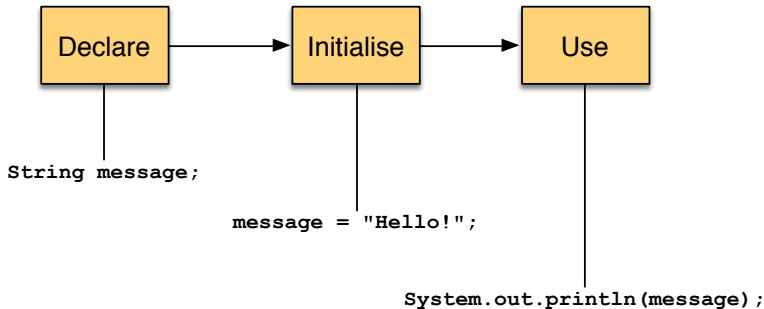 Declare
Initialise
Use
String message;
message = "Hello!";
System.out.println(message);